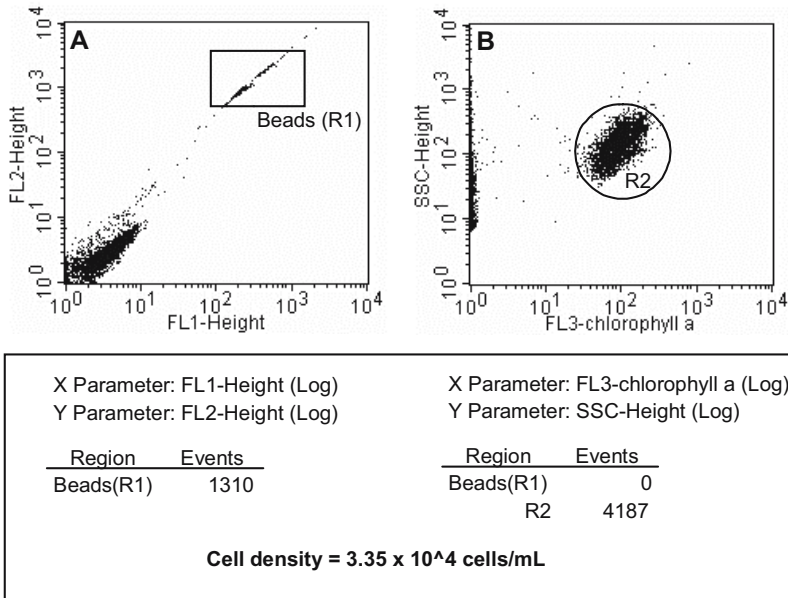 A
10^4
10^3
10^2
10^1
10^0
FL2-Height
Beads (R1)
10^0 10^1 10^2 10^3 10^4
FL1-Height
B
10^4
10^3
10^2
10^1
10^0
SSC-Height
R2
10^0 10^1 10^2 10^3 10^4
FL3-chlorophyll a
X Parameter: FL1-Height (Log)
Y Parameter: FL2-Height (Log)
Region Events
Beads(R1) 1310
X Parameter: FL3-chlorophyll a (Log)
Y Parameter: SSC-Height (Log)
Region Events
Beads(R1) 0
R2 4187
Cell density = 3.35 x 10^4 cells/mL